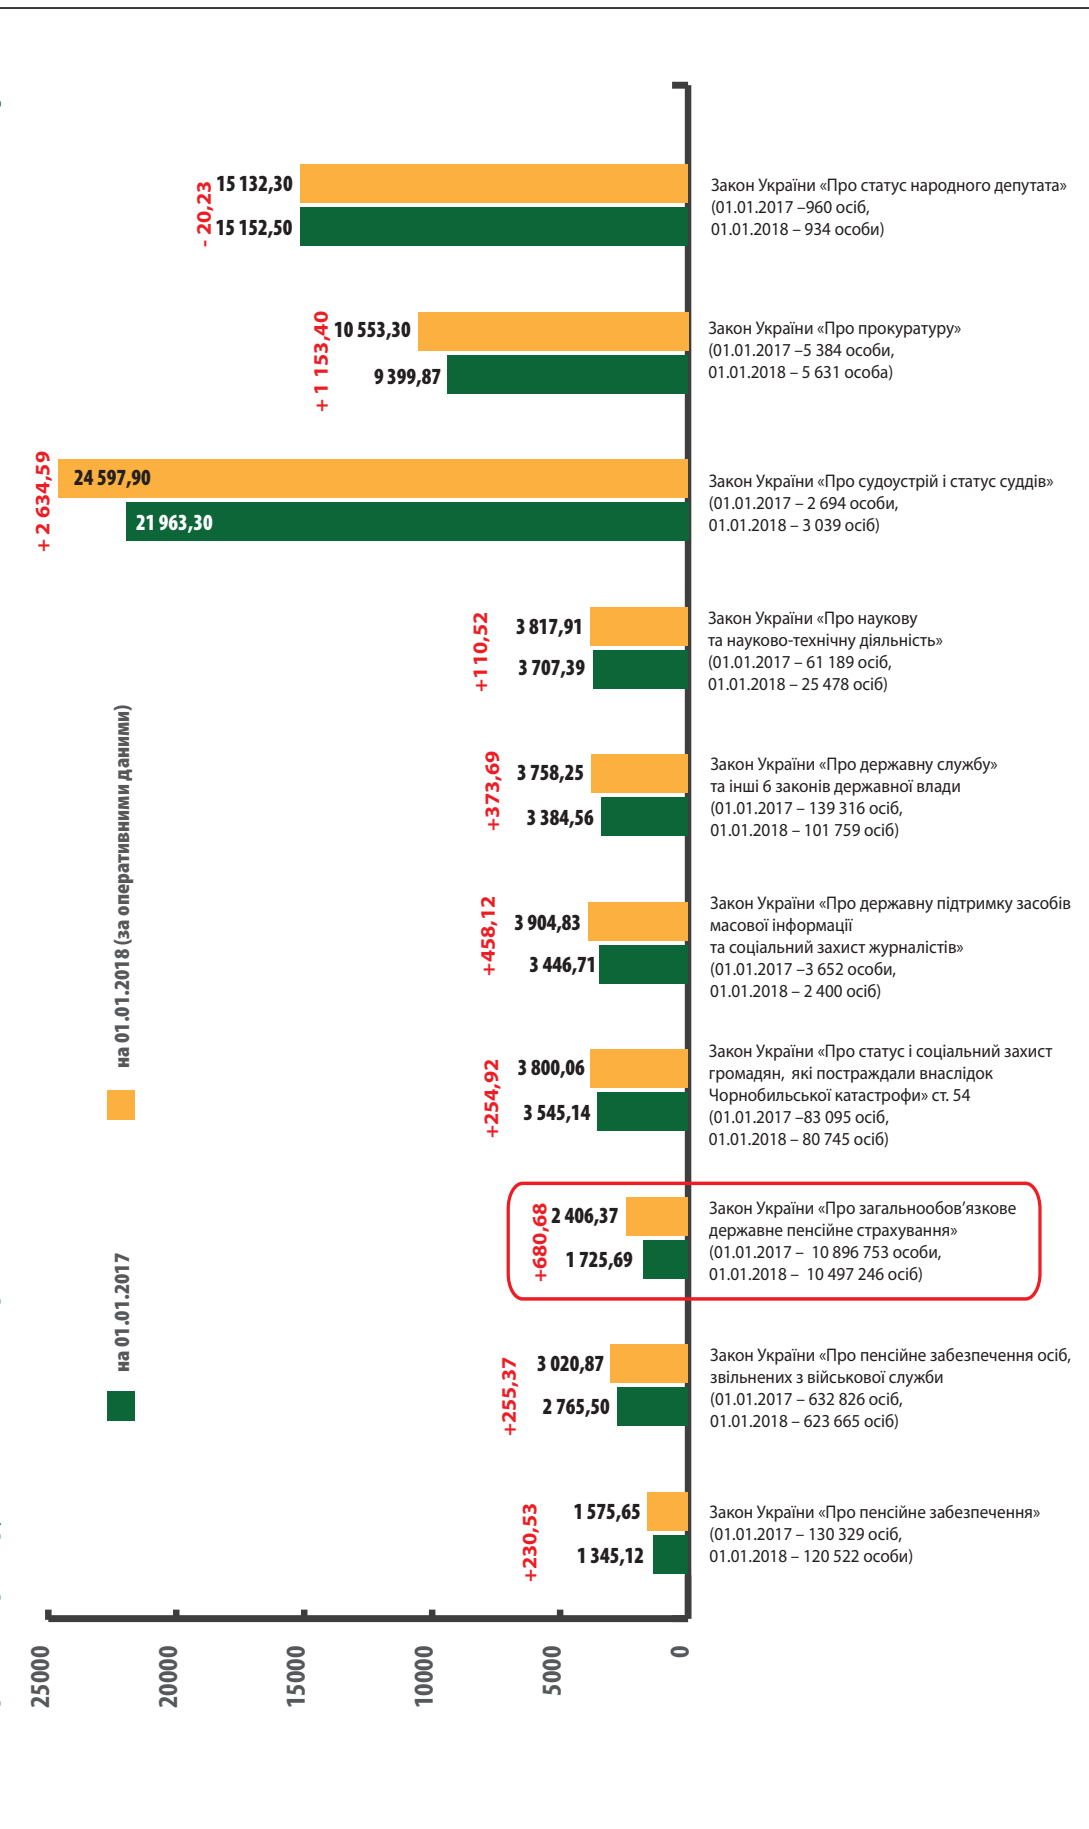 - 20,23
15 132,30
15 152,50
Закон України «Про статус народного депутата»
(01.01.2017 –960 осіб,
01.01.2018 – 934 особи)
+ 1 153,40
10 553,30
9 399,87
Закон України «Про прокуратуру»
(01.01.2017 –5 384 особи,
01.01.2018 – 5 631 особа)
+ 2 634,59
24 597,90
21 963,30
Закон України «Про судоустрій і статус суддів»
(01.01.2017 – 2 694 особи,
01.01.2018 – 3 039 осіб)
+110,52
3 817,91
3 707,39
Закон України «Про наукову
та науково-технічну діяльність»
(01.01.2017 – 61 189 осіб,
01.01.2018 – 25 478 осіб)
+373,69
3 758,25
3 384,56
Закон України «Про державну службу»
та інші 6 законів державної влади
(01.01.2017 – 139 316 осіб,
01.01.2018 – 101 759 осіб)
+458,12
3 904,83
3 446,71
Закон України «Про державну підтримку засобів
масової інформації
та соціальний захист журналістів»
(01.01.2017 –3 652 особи,
01.01.2018 – 2 400 осіб)
+254,92
3 800,06
3 545,14
Закон України «Про статус і соціальний захист
громадян, які постраждали внаслідок
Чорнобильської катастрофи» ст. 54
(01.01.2017 –83 095 осіб,
01.01.2018 – 80 745 осіб)
+680,68
2 406,37
1 725,69
Закон України «Про загальнообов’язкове
державне пенсійне страхування»
(01.01.2017 – 10 896 753 особи,
01.01.2018 – 10 497 246 осіб)
+255,37
3 020,87
2 765,50
Закон України «Про пенсійне забезпечення осіб,
звільнених з військової служби
(01.01.2017 – 632 826 осіб,
01.01.2018 – 623 665 осіб)
+230,53
1 575,65
1 345,12
Закон України «Про пенсійне забезпечення»
(01.01.2017 – 130 329 осіб,
01.01.2018 – 120 522 особи)
на 01.01.2018 (за оперативними даними)
на 01.01.2017
25000
20000
15000
10000
5000
0